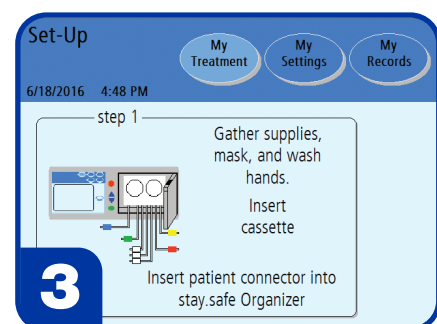 Set-Up
My Treatment
My Settings
My Records
6/18/2016 4:48 PM
step 1
Gather supplies,
mask, and wash
hands.
Insert
cassette
Insert patient connector into
stay.safe Organizer
3